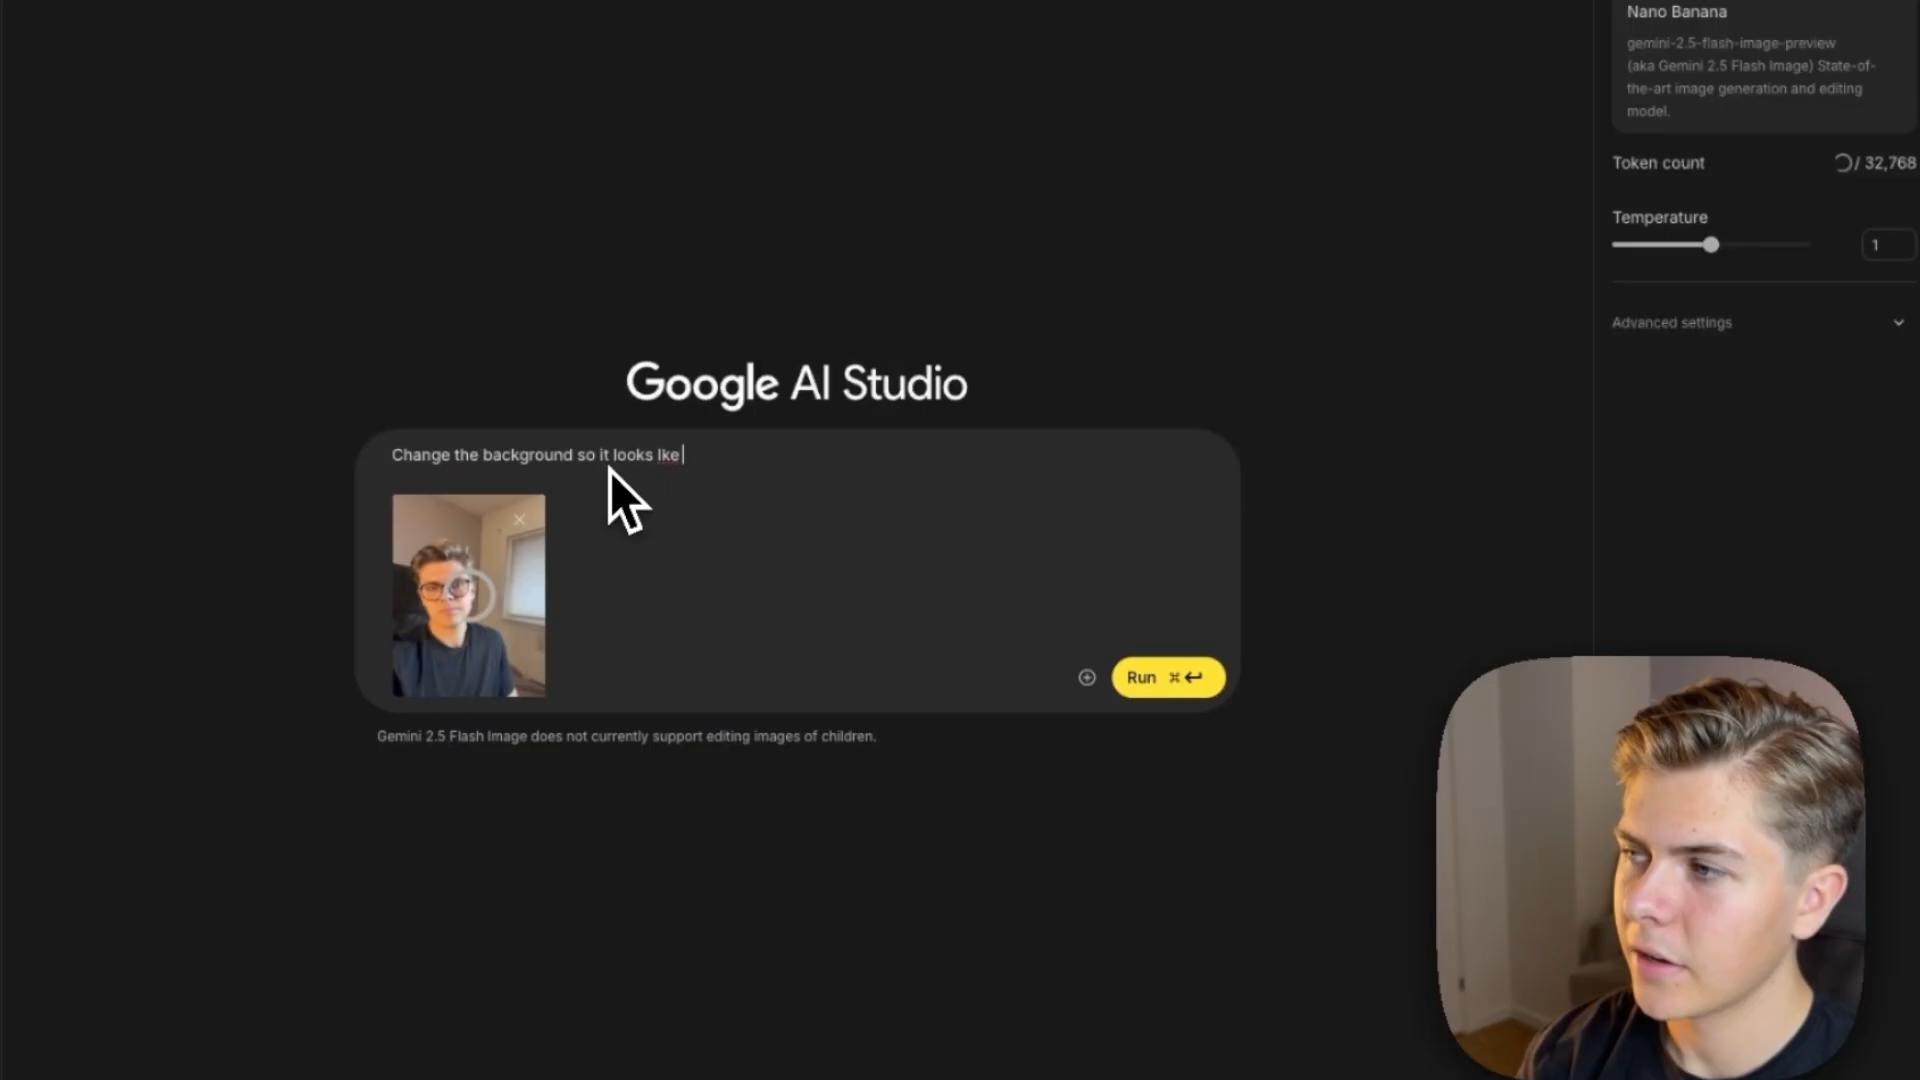 Nano Banana
gemini-2.5-flash-image-preview
(aka Gemini 2.5 Flash Image) State-of-
the-art image generation and editing
model.
Token count
/ 32,768
Temperature
1
Advanced settings
Google AI Studio
Change the background so it looks lke
Run ⌘↵
Gemini 2.5 Flash Image does not currently support editing images of children.